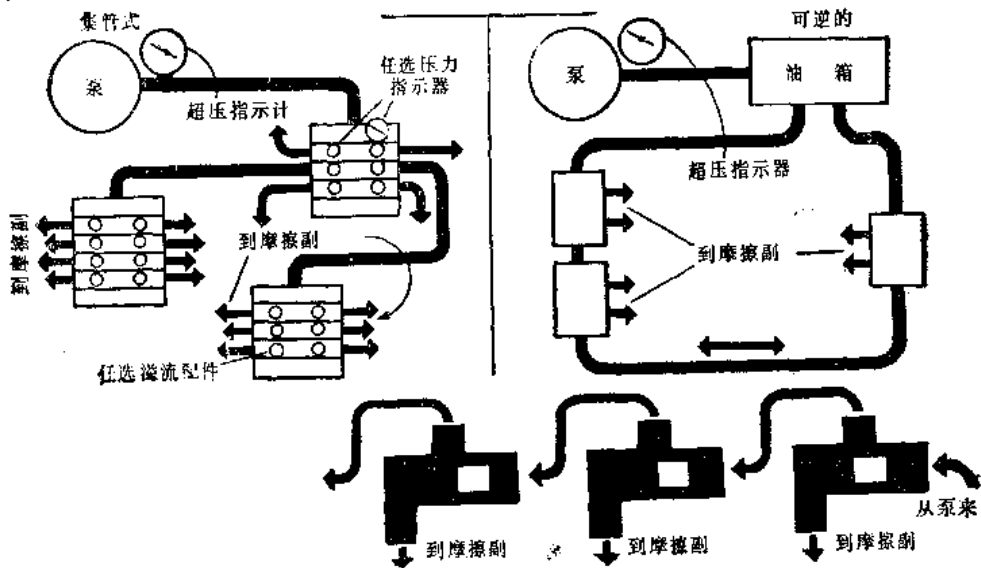 集管式
泵
超压指示计
任选压力
指示器
到摩擦副
到摩擦副
任选溢流配件
可逆的
泵
油箱
超压指示器
到摩擦副
到摩擦副
到摩擦副
到摩擦副
从泵来